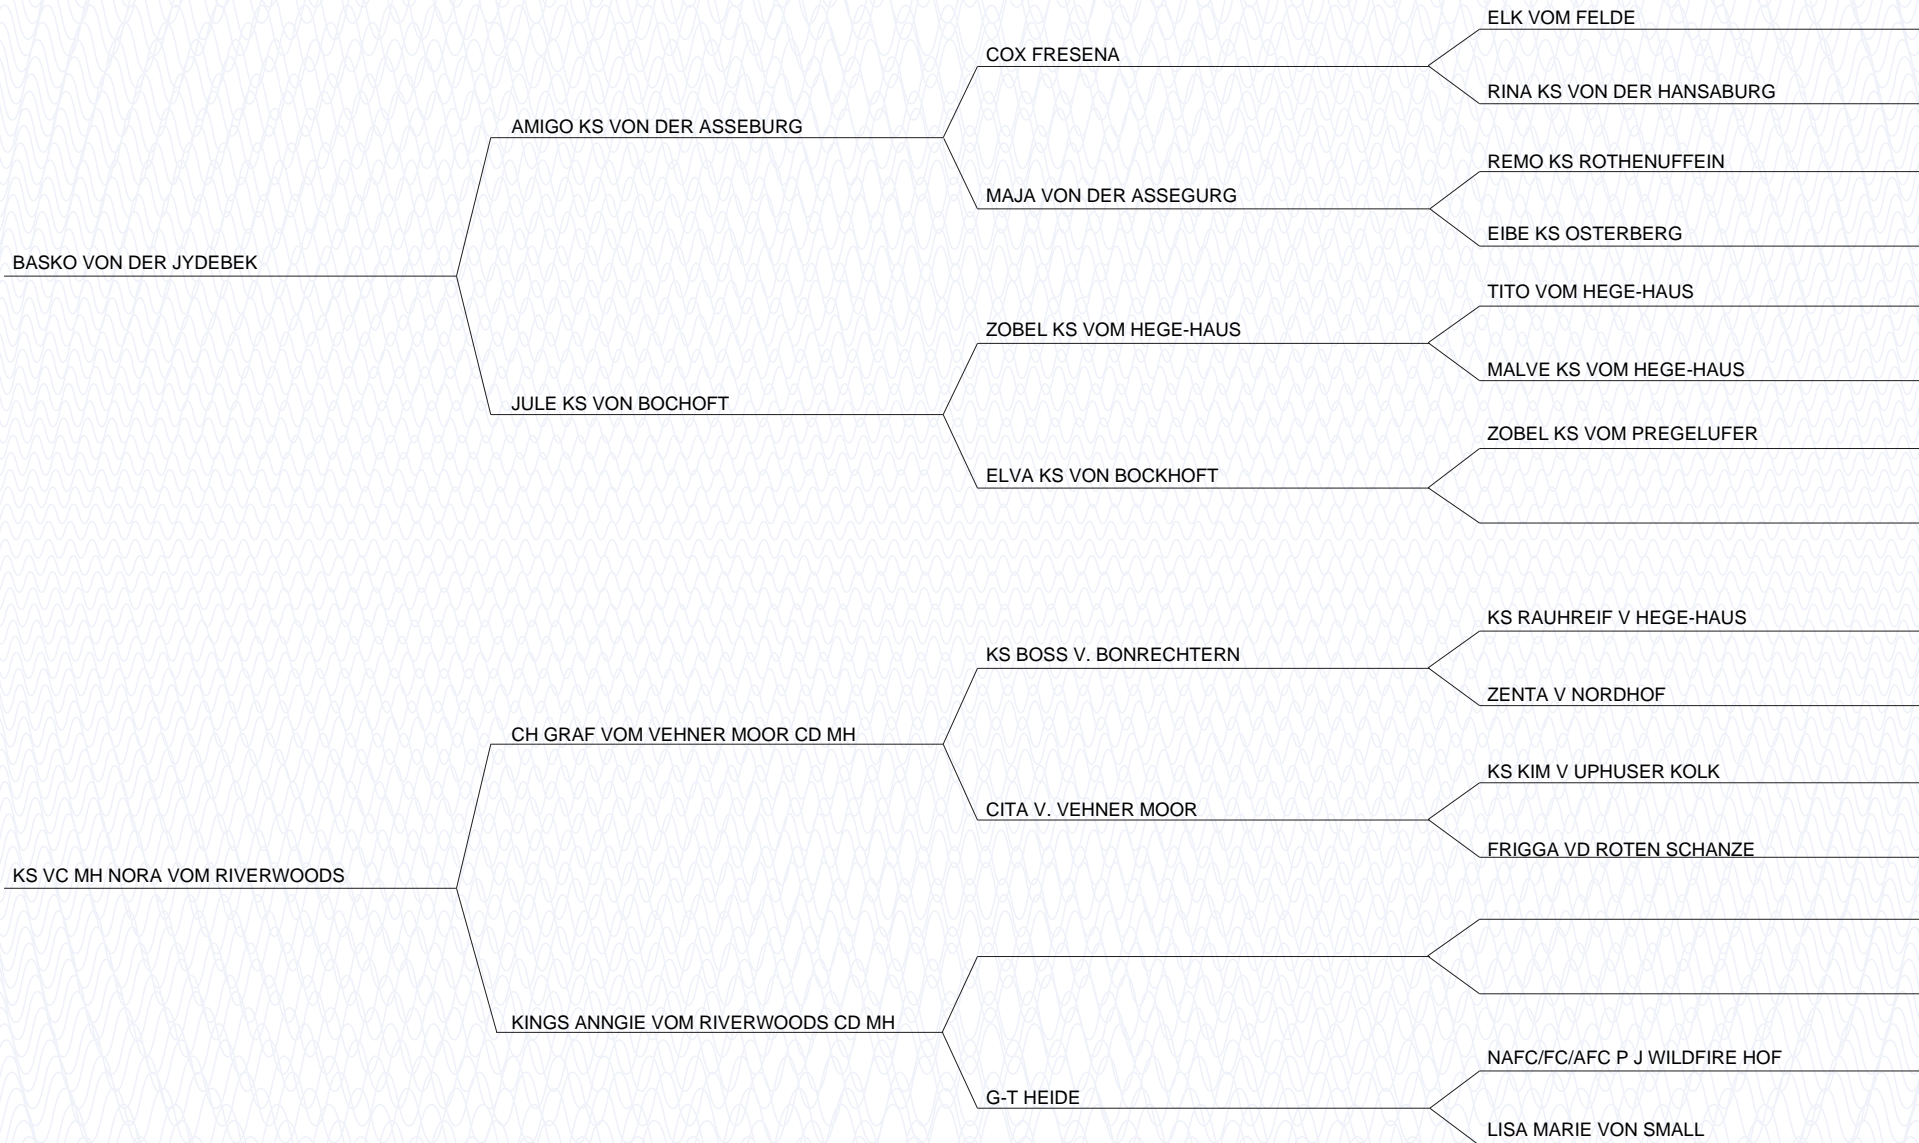 ELK VOM FELDE
COX FRESENA
RINA KS VON DER HANSABURG
AMIGO KS VON DER ASSEBURG
REMO KS ROTHENUFFEIN
MAJA VON DER ASSEGURG
EIBE KS OSTERBERG
BASKO VON DER JYDEBEK
TITO VOM HEGE-HAUS
ZOBEL KS VOM HEGE-HAUS
MALVE KS VOM HEGE-HAUS
JULE KS VON BOCHOFT
ZOBEL KS VOM PREGELUFER
ELVA KS VON BOCKHOFT
KS RAUHREIF V HEGE-HAUS
KS BOSS V. BONRECHTERN
ZENTA V NORDHOF
CH GRAF VOM VEHNER MOOR CD MH
KS KIM V UPHUSER KOLK
CITA V. VEHNER MOOR
FRIGGA VD ROTEN SCHANZE
KS VC MH NORA VOM RIVERWOODS
KINGS ANNGIE VOM RIVERWOODS CD MH
NAFC/FC/AFC P J WILDFIRE HOF
G-T HEIDE
LISA MARIE VON SMALL